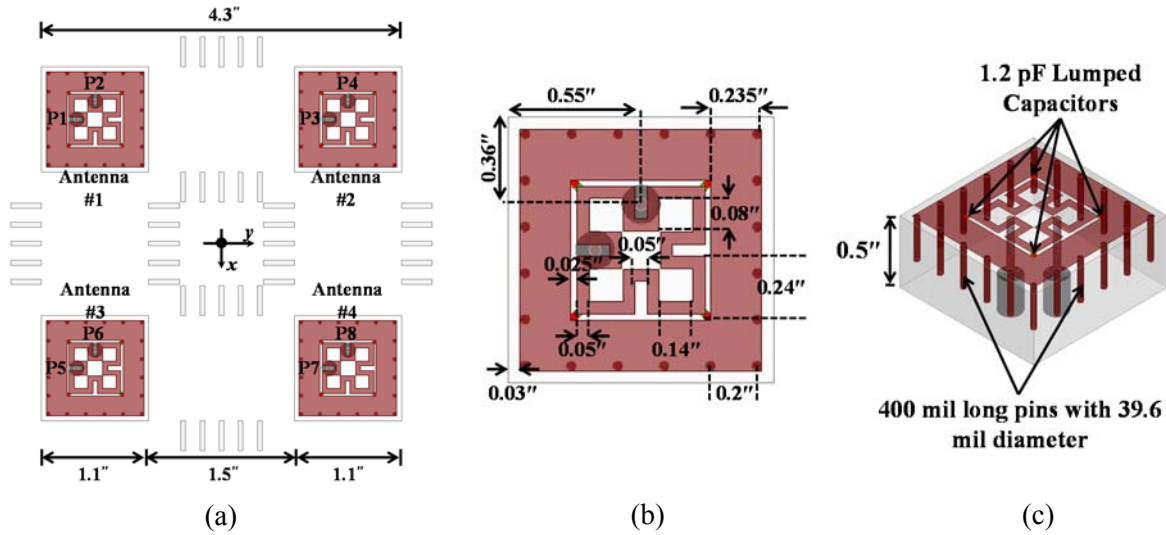 4.3"
P2
P1
P4
P3
Antenna
#1
Antenna
#2
y
x
Antenna
#3
Antenna
#4
P6
P5
P8
P7
1.1"
1.5"
1.1"
(a)
0.55"
0.235"
0.36"
0.08"
0.05"
0.025"
0.24"
0.05"
0.14"
0.03"
0.2"
(b)
1.2 pF Lumped
Capacitors
0.5"
400 mil long pins with 39.6
mil diameter
(c)